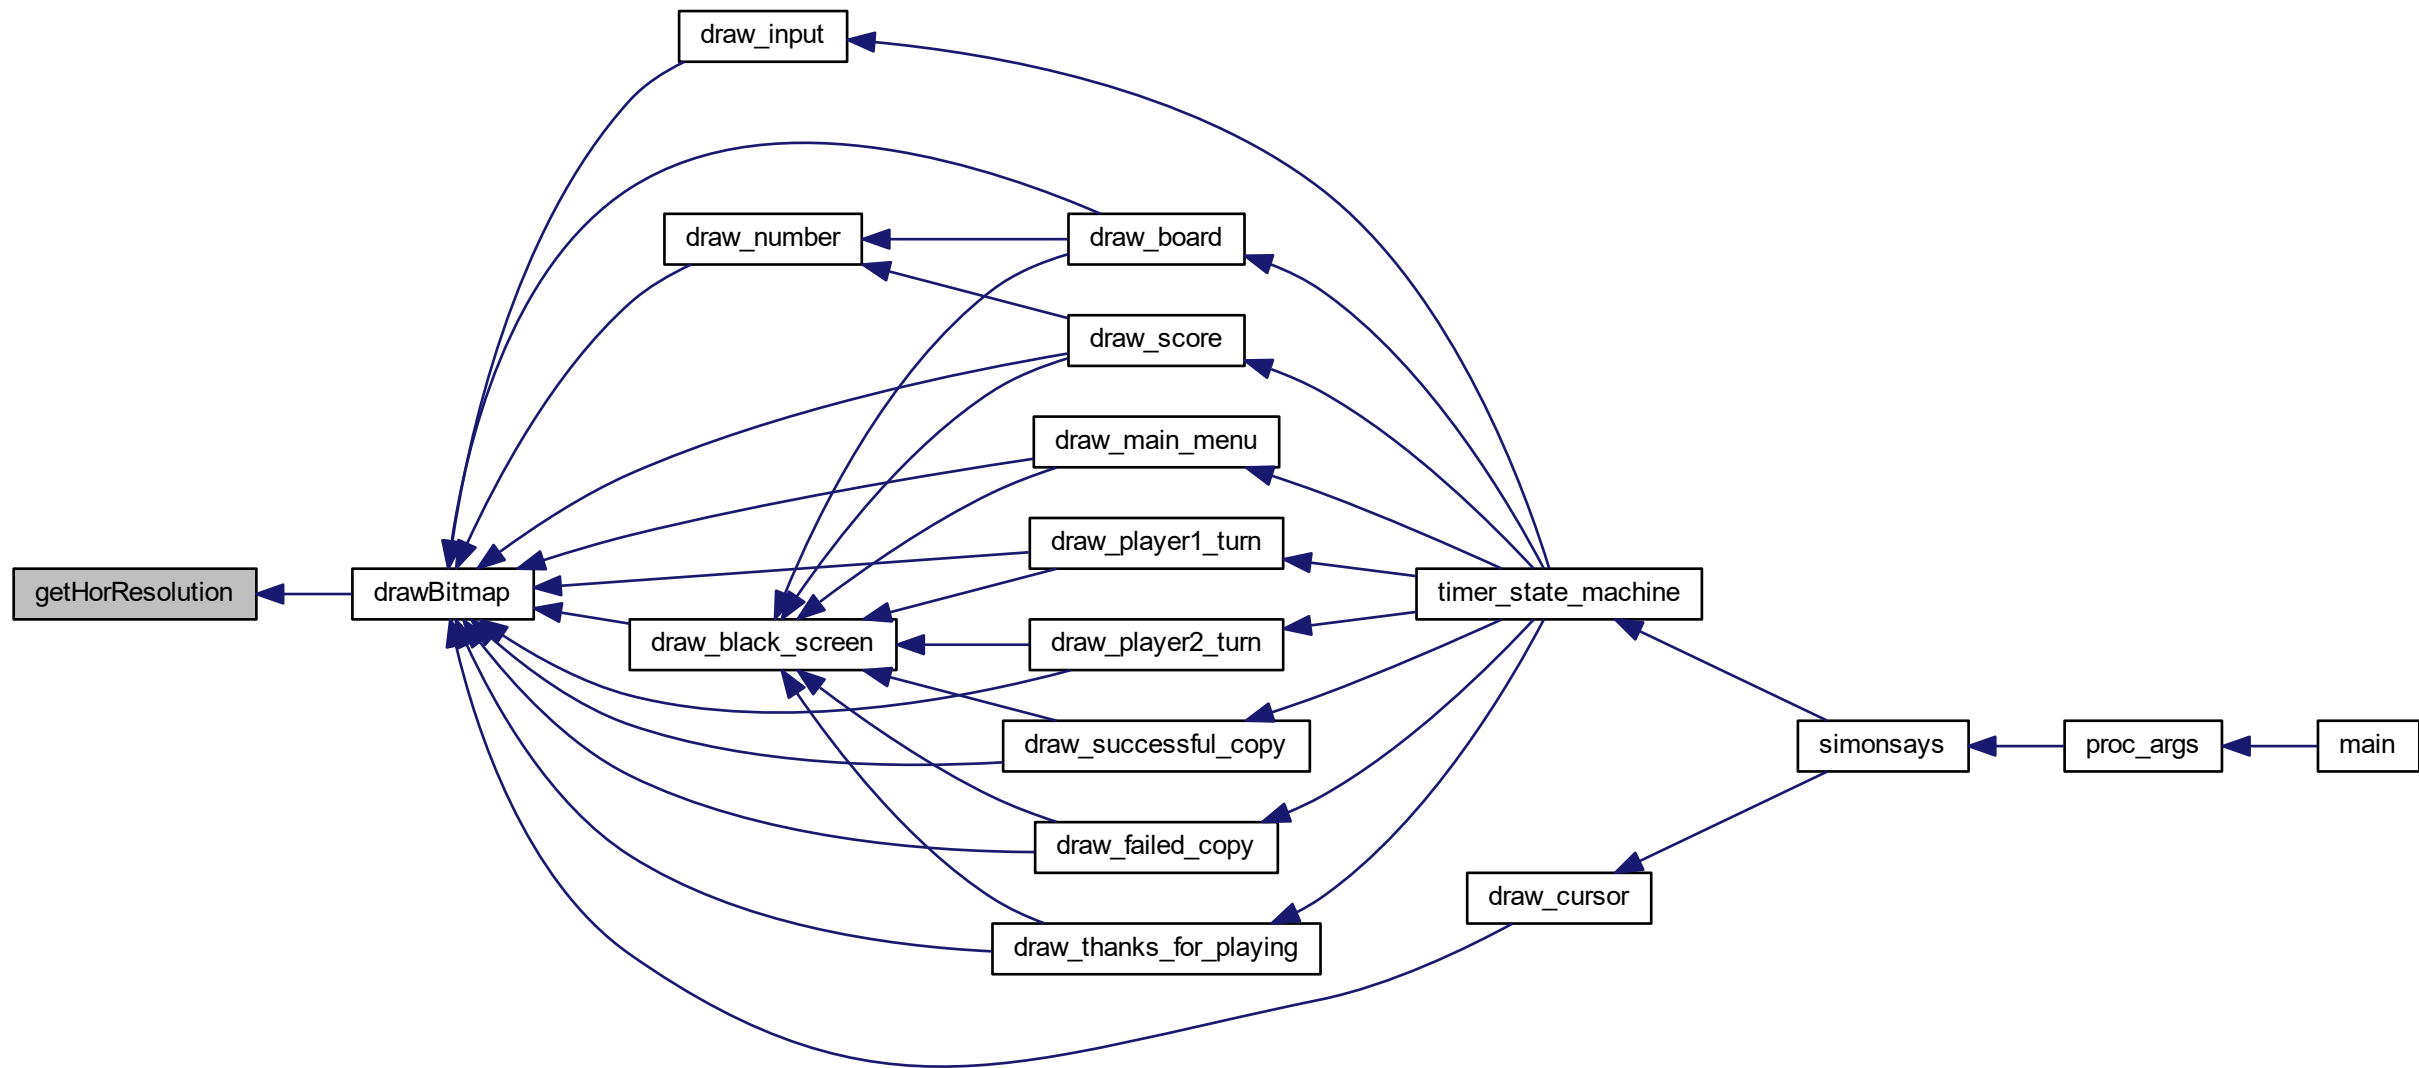 draw_input
draw_number
draw_board
draw_score
draw_main_menu
draw_player1_turn
getHorResolution
drawBitmap
timer_state_machine
draw_black_screen
draw_player2_turn
draw_successful_copy
simonsays
proc_args
main
draw_failed_copy
draw_cursor
draw_thanks_for_playing